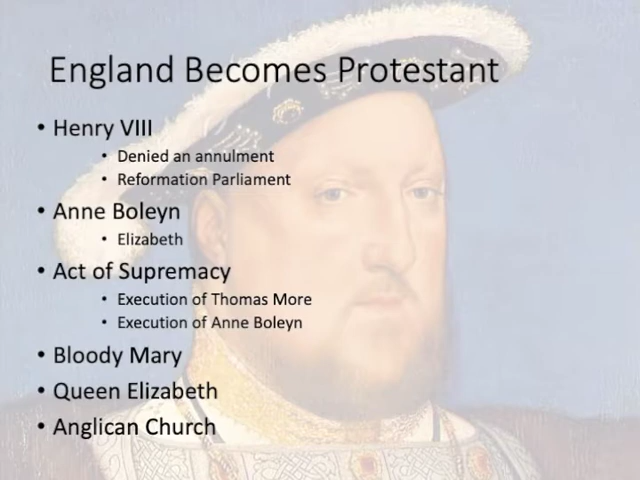 England Becomes Protestant
• Henry VIII
• Denied an annulment
• Reformation Parliament
• Anne Boleyn
• Elizabeth
• Act of Supremacy
• Execution of Thomas More
• Execution of Anne Boleyn
• Bloody Mary
• Queen Elizabeth
• Anglican Church